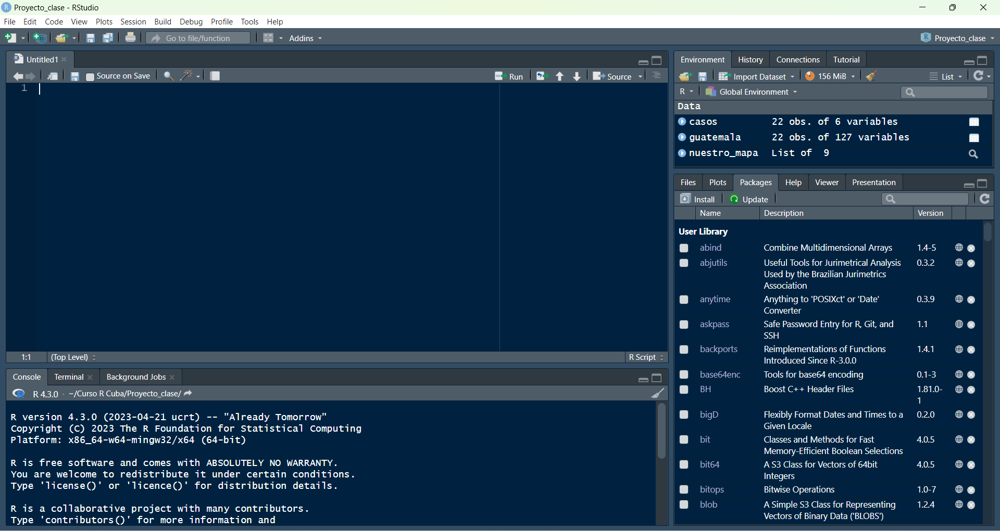 Proyecto_clase - RStudio
File Edit Code View Plots Session Build Debug Profile Tools Help
Go to file/function Addins Proyecto_clase
Untitled1
Source on Save Run Source
1
1:1 (Top Level) R Script
Console Terminal Background Jobs
R 4.3.0 · ~/Curso R Cuba/Proyecto_clase/
R version 4.3.0 (2023-04-21 ucrt) -- "Already Tomorrow"
Copyright (C) 2023 The R Foundation for Statistical Computing
Platform: x86_64-w64-mingw32/x64 (64-bit)
R is free software and comes with ABSOLUTELY NO WARRANTY.
You are welcome to redistribute it under certain conditions.
Type 'license()' or 'licence()' for distribution details.
R is a collaborative project with many contributors.
Type 'contributors()' for more information and
Environment History Connections Tutorial
Import Dataset 156 MiB List
R Global Environment
Data
casos 22 obs. of 6 variables
guatemala 22 obs. of 127 variables
nuestro_mapa List of 9
Files Plots Packages Help Viewer Presentation
Install Update
Name Description Version
User Library
abind Combine Multidimensional Arrays 1.4-5
abjutils Useful Tools for Jurimetrical Analysis 0.3.2
Used by the Brazilian Jurimetrics
Association
anytime Anything to 'POSIXct' or 'Date' 0.3.9
Converter
askpass Safe Password Entry for R, Git, and 1.1
SSH
backports Reimplementations of Functions 1.4.1
Introduced Since R-3.0.0
base64enc Tools for base64 encoding 0.1-3
BH Boost C++ Header Files 1.81.0-
1
bigD Flexibly Format Dates and Times to a 0.2.0
Given Locale
bit Classes and Methods for Fast 4.0.5
Memory-Efficient Boolean Selections
bit64 A S3 Class for Vectors of 64bit 4.0.5
Integers
bitops Bitwise Operations 1.0-7
blob A Simple S3 Class for Representing 1.2.4
Vectors of Binary Data ('BLOBS')